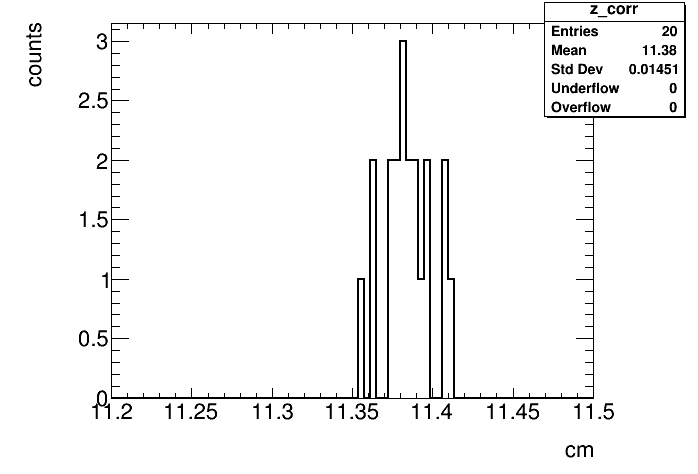 z_corr
Entries 20
Mean 11.38
Std Dev 0.01451
Underflow 0
Overflow 0
counts
3
2.5
2
1.5
1
0.5
0
11.2 11.25 11.3 11.35 11.4 11.45 11.5
cm